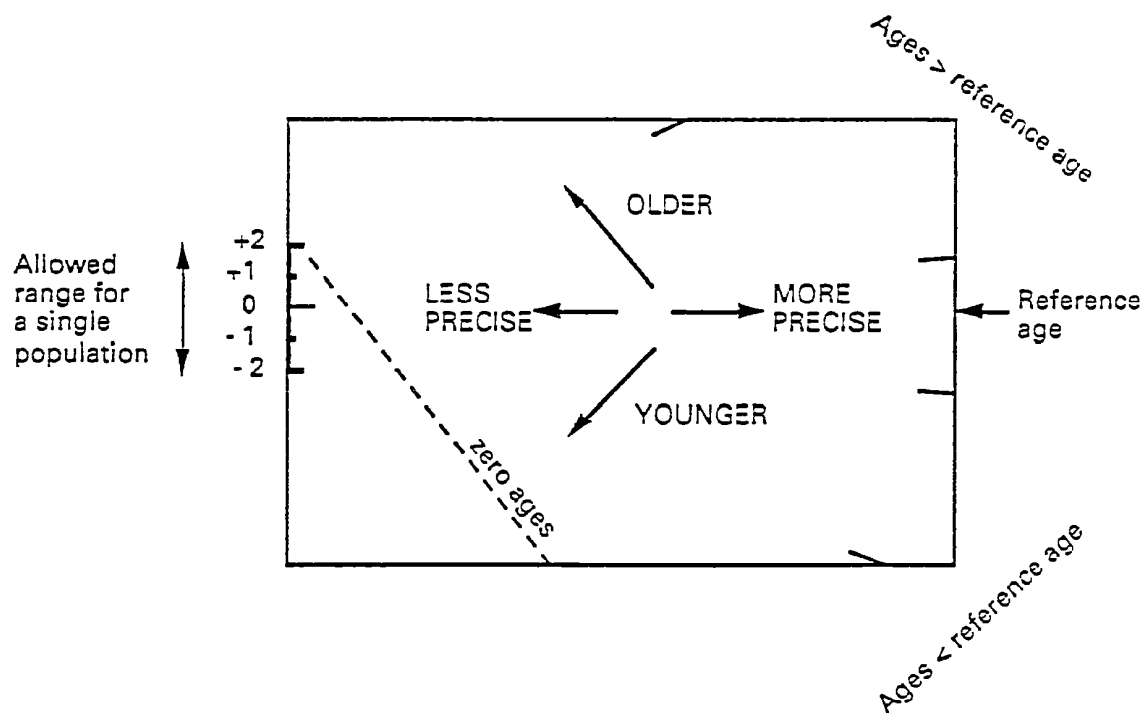 Ages > reference age
OLDER
Allowed
range for
a single
population
+2
+1
0
-1
-2
LESS
PRECISE
MORE
PRECISE
Reference
age
YOUNGER
zero ages
Ages < reference age